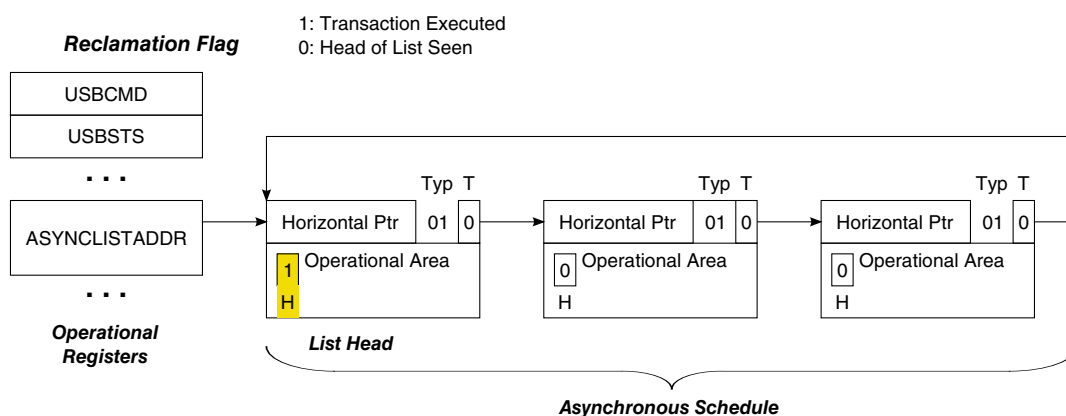 1: Transaction Executed
Reclamation Flag
0: Head of List Seen
USBCMD
USBSTS
...
Typ T
Typ T
Typ T
ASYNCLISTADDR
Horizontal Ptr 01 0
Horizontal Ptr 01 0
Horizontal Ptr 01 0
1 Operational Area
0 Operational Area
0 Operational Area
...
H
H
H
Operational
Registers
List Head
Asynchronous Schedule